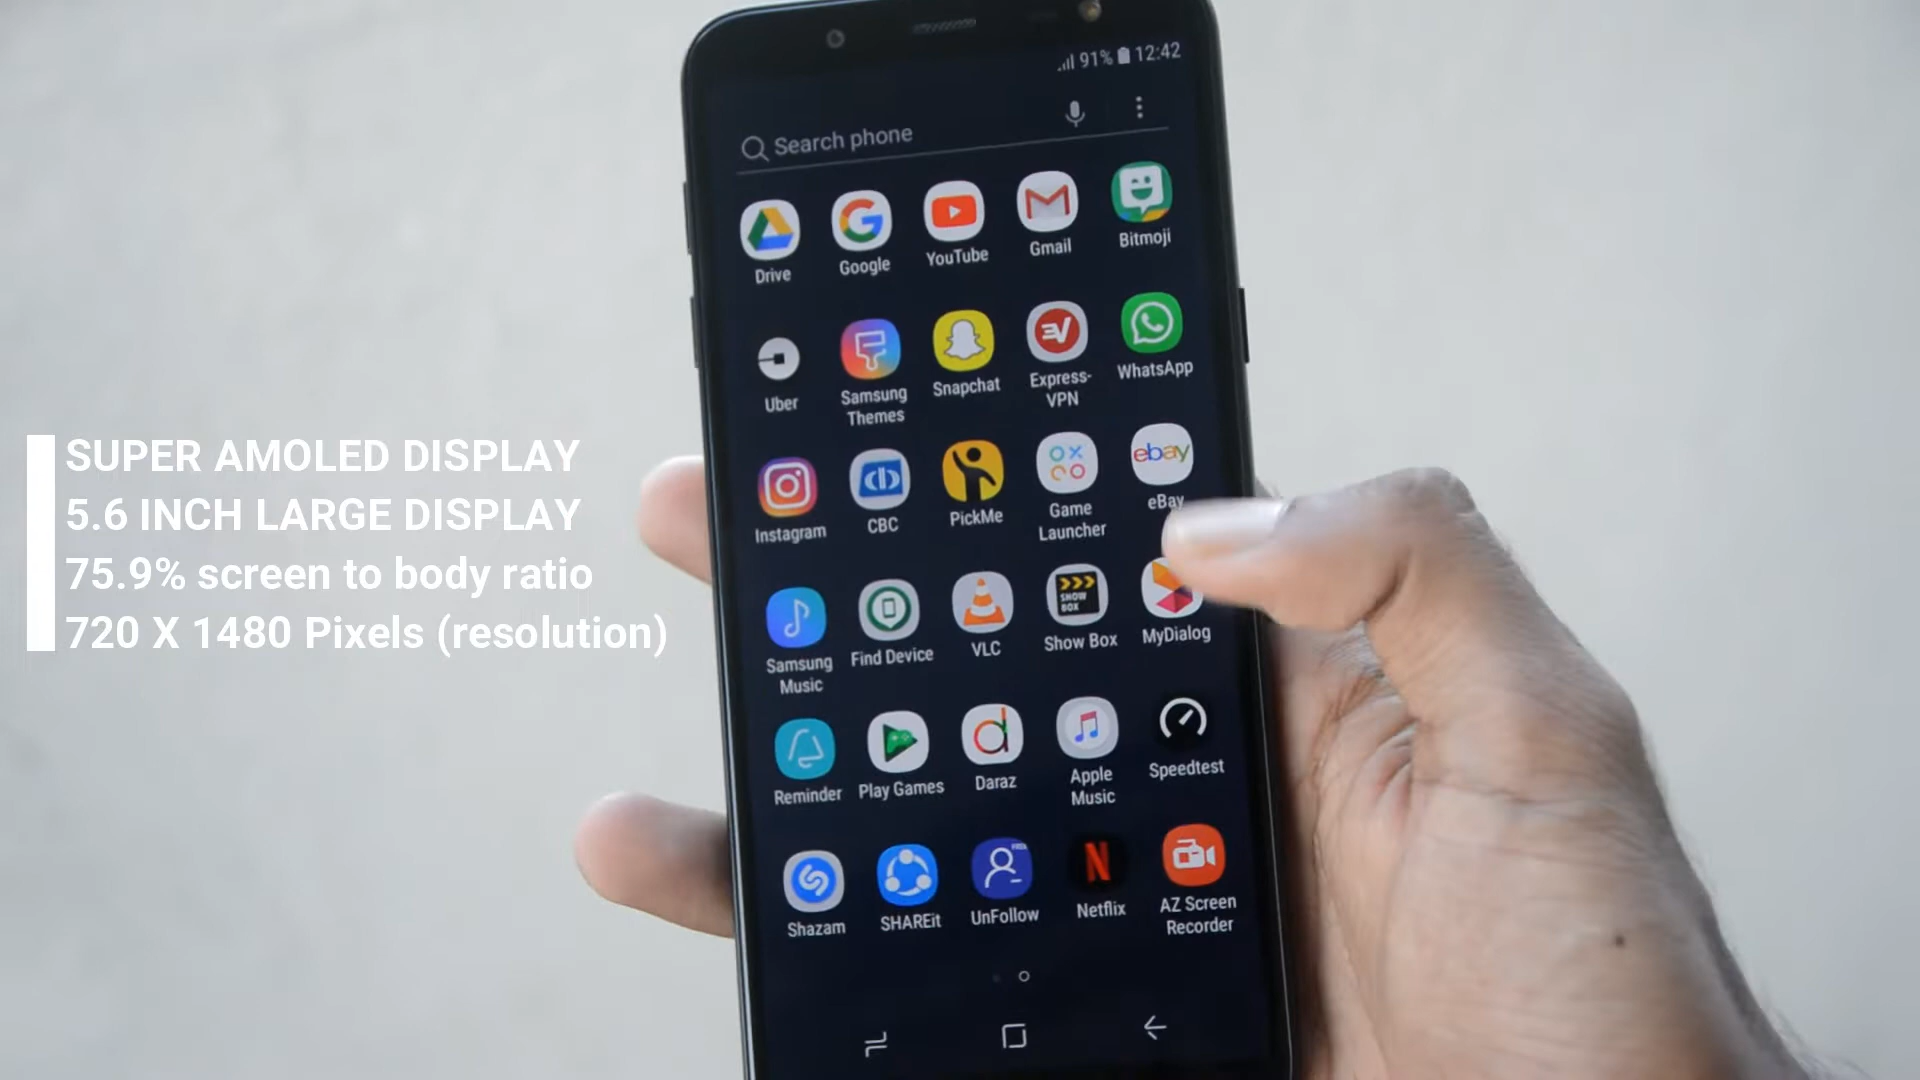 91% 12:42
Search phone
Drive Google YouTube Gmail Bitmoji
Uber Samsung Themes Snapchat Express-VPN WhatsApp
ebay
Instagram CBC PickMe Game Launcher eBay
SHOW BOX
Samsung Music Find Device VLC Show Box MyDialog
Reminder Play Games Daraz Apple Music Speedtest
Shazam SHAREit UnFollow Netflix AZ Screen Recorder
SUPER AMOLED DISPLAY
5.6 INCH LARGE DISPLAY
75.9% screen to body ratio
720 X 1480 Pixels (resolution)